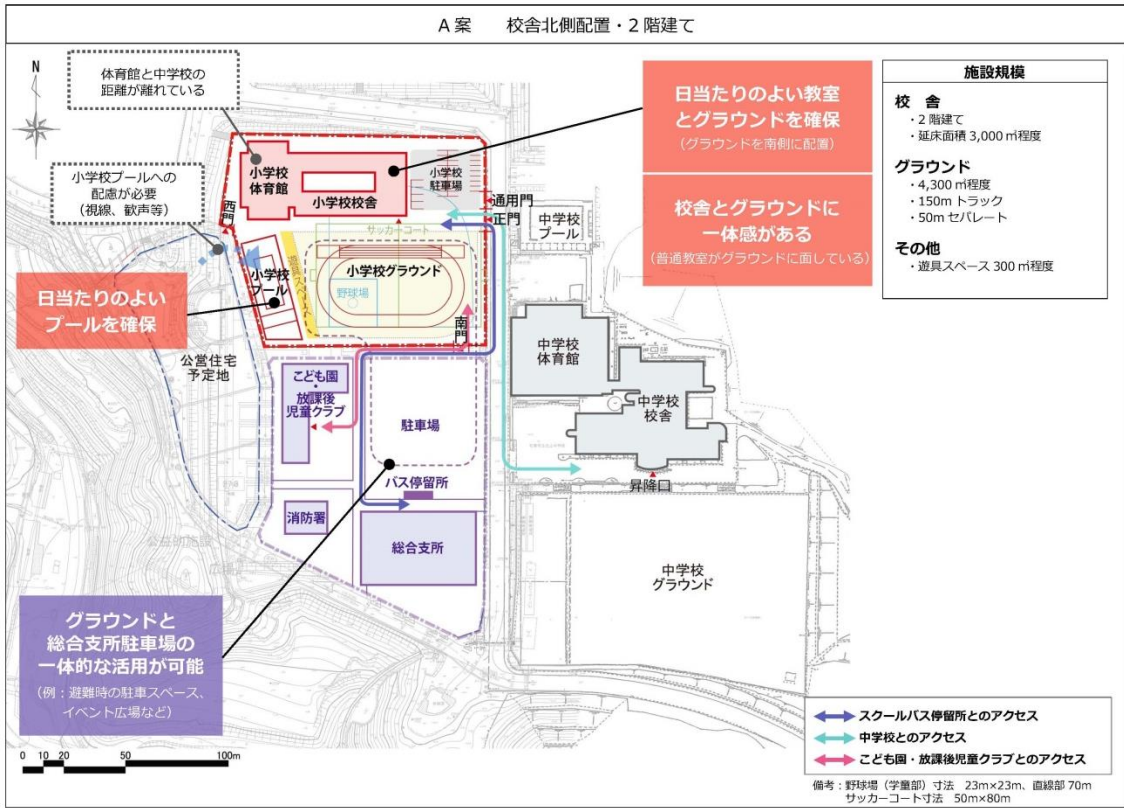 A案　校舎北側配置・2階建て
N
体育館と中学校の
距離が離れている
小学校プールへの
配慮が必要
(視線、歓声等)
日当たりのよい
プールを確保
日当たりのよい教室
とグラウンドを確保
(グラウンドを南側に配置)
校舎とグラウンドに
一体感がある
(普通教室がグラウンドに面している)
施設規模
校　舎
・2階建て
・延床面積 3,000㎡程度
グラウンド
・4,300㎡程度
・150mトラック
・50mセパレート
その他
・遊具スペース 300㎡程度
小学校
体育館
小学校校舎
小学校
駐車場
西門
通用門
正門
中学校
プール
サッカーコート
小学校グラウンド
野球場
遊具スペース
小学校
プール
南門
公営住宅
予定地
こども園
・
放課後
児童クラブ
駐車場
バス停留所
消防署
総合支所
中学校
体育館
中学校
校舎
昇降口
中学校
グラウンド
公益的施設
広場
グラウンドと
総合支所駐車場の
一体的な活用が可能
(例：避難時の駐車スペース、
イベント広場など)
0 10 20 50 100m
スクールバス停留所とのアクセス
中学校とのアクセス
こども園・放課後児童クラブとのアクセス
備考：野球場（学童部）寸法　23m×23m、直線部 70m
サッカーコート寸法　50m×80m